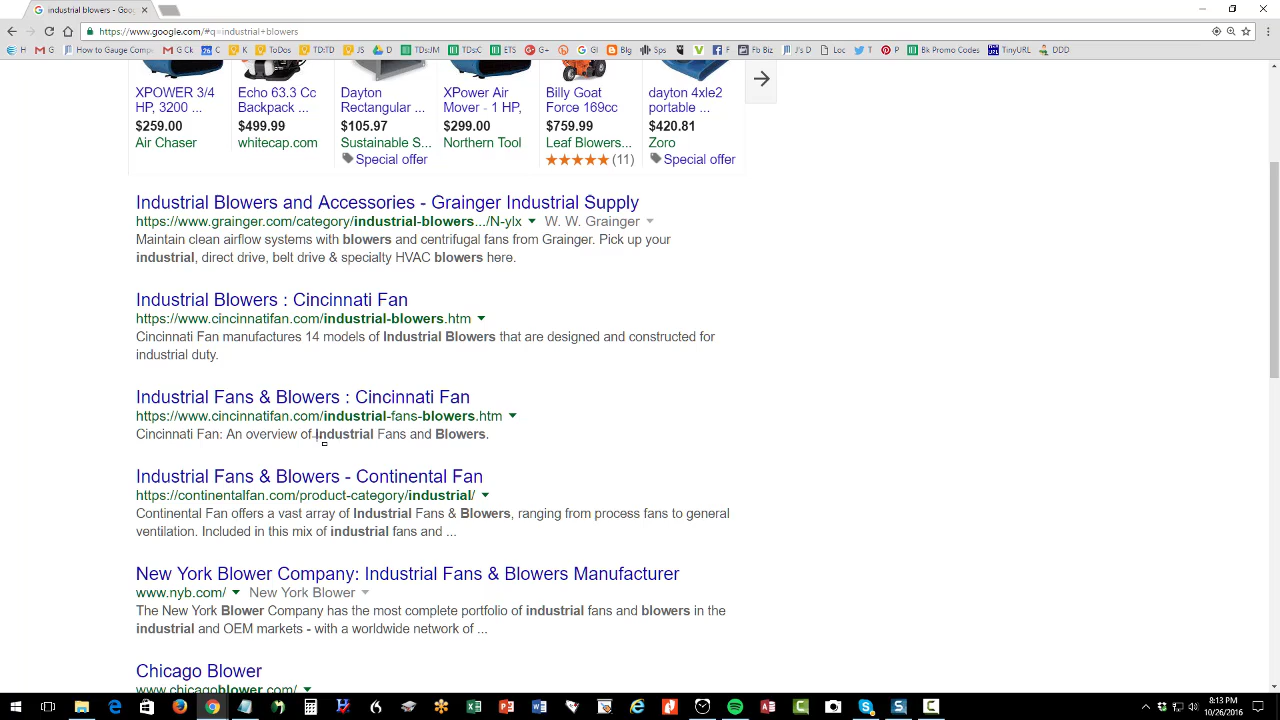 industrial blowers - Goo
https://www.google.com/#q=industrial+blowers
H
G
How to Gauge Compet
G Ck
26 C
K
ToDos
TD:TD
JS
D
TDsJM
TDsC
ETS
G+
GI
Blg
Sps
V
F
Fb Biz
J's D
Loc
T
P
Bk Promo Codes
TinyURL
DDD
XPOWER 3/4
HP, 3200 ...
$259.00
Air Chaser
Echo 63.3 Cc
Backpack ...
$499.99
whitecap.com
Dayton
Rectangular ...
$105.97
Sustainable S...
Special offer
XPower Air
Mover - 1 HP,
$299.00
Northern Tool
Billy Goat
Force 169cc
$759.99
Leaf Blowers...
★★★★★ (11)
dayton 4xle2
portable ...
$420.81
Zoro
Special offer
Industrial Blowers and Accessories - Grainger Industrial Supply
https://www.grainger.com/category/industrial-blowers.../N-ylx W. W. Grainger
Maintain clean airflow systems with blowers and centrifugal fans from Grainger. Pick up your
industrial, direct drive, belt drive & specialty HVAC blowers here.
Industrial Blowers : Cincinnati Fan
https://www.cincinnatifan.com/industrial-blowers.htm
Cincinnati Fan manufactures 14 models of Industrial Blowers that are designed and constructed for
industrial duty.
Industrial Fans & Blowers : Cincinnati Fan
https://www.cincinnatifan.com/industrial-fans-blowers.htm
Cincinnati Fan: An overview of Industrial Fans and Blowers.
Industrial Fans & Blowers - Continental Fan
https://continentalfan.com/product-category/industrial/
Continental Fan offers a vast array of Industrial Fans & Blowers, ranging from process fans to general
ventilation. Included in this mix of industrial fans and ...
New York Blower Company: Industrial Fans & Blowers Manufacturer
www.nyb.com/ New York Blower
The New York Blower Company has the most complete portfolio of industrial fans and blowers in the
industrial and OEM markets - with a worldwide network of ...
Chicago Blower
www.chicagoblower.com/
8:13 PM
10/26/2016